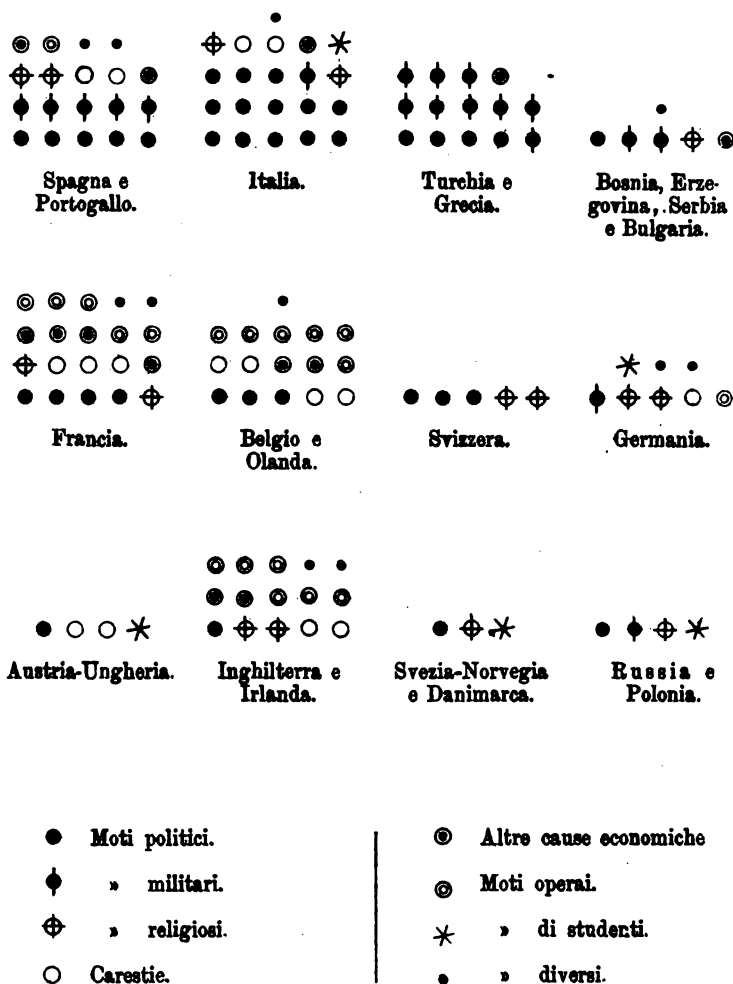 Spagna e
Portogallo.
Italia.
Turchia e
Grecia.
Bosnia, Erze-
govina, Serbia
e Bulgaria.
Francia.
Belgio e
Olanda.
Svizzera.
Germania.
Austria-Ungheria.
Inghilterra e
Irlanda.
Svezia-Norvegia
e Danimarca.
Russia e
Polonia.
Moti politici.
» militari.
» religiosi.
Carestie.
Altre cause economiche
Moti operai.
» di studenti.
» diversi.